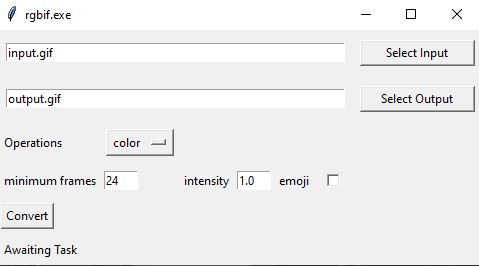 rgbif.exe
input.gif Select Input
output.gif Select Output
Operations color
minimum frames 24 intensity 1.0 emoji
Convert
Awaiting Task